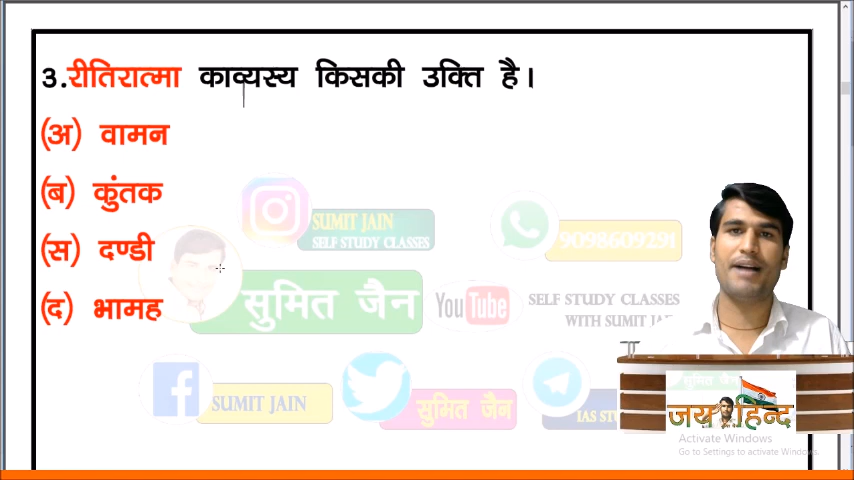 3.रीतिरात्मा काव्यस्य किसकी उक्ति है।
(अ) वामन
(ब) कुंतक
(स) दण्डी
(द) भामह
SUMIT JAIN
SELF STUDY CLASSES
9098609291
सुमित जैन
YouTube
SELF STUDY CLASSES
WITH SUMIT
SUMIT JAIN
सुमित जैन
IAS
जय हिन्द
Activate Windows
Go to Settings to activate Windows.